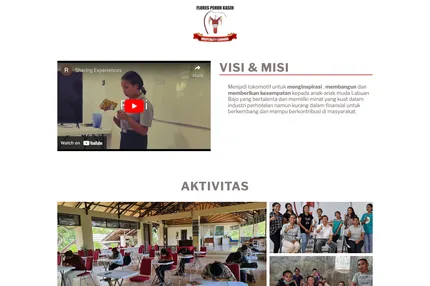 FLORES PENUH KASIH
VISI & MISI
R
Sharing Experiences
Share
Menjadi lokomotif untuk menginspirasi, membangun dan
memberikan kesempatan kepada anak-anak muda Labuan
Bajo yang bertalenta dan memiliki minat yang kuat dalam
industri perhotelan namun kurang dalam finansial untuk
berkembang dan mampu berkontribusi di masyarakat.
Watch on YouTube
AKTIVITAS